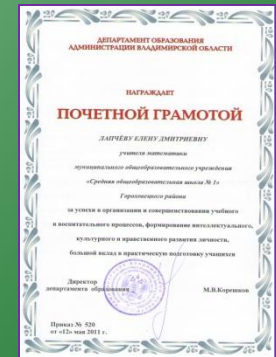 ДЕПАРТАМЕНТ ОБРАЗОВАНИЯ
АДМИНИСТРАЦИИ ВЛАДИМИРСКОЙ ОБЛАСТИ
НАГРАЖДАЕТ
ПОЧЕТНОЙ ГРАМОТОЙ
ЛАПЧЁВУ ЕЛЕНУ ДМИТРИЕВНУ
учителя математики
муниципального общеобразовательного учреждения
«Средняя общеобразовательная школа № 1»
Гороховецкого района
за успехи в организации и совершенствовании учебного
и воспитательного процессов, формирование интеллектуального,
культурного и нравственного развития личности,
большой вклад в практическую подготовку учащихся
Директор
департамента образования М.В.Корешков
Приказ № 520
от «12» мая 2011 г.